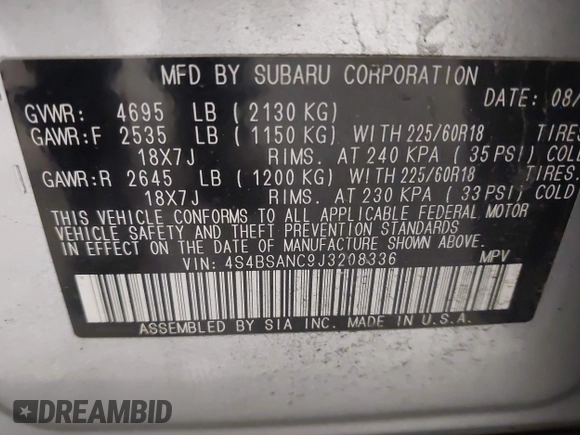 MFD BY SUBARU CORPORATION
DATE: 08/
GVWR: 4695 LB ( 2130 KG)
GAWR:F 2535 LB ( 1150 KG) WITH 225/60R18 TIRES
18X7J RIMS. AT 240 KPA ( 35 PSI) COLD
GAWR:R 2645 LB ( 1200 KG) WITH 225/60R18 TIRES.
18X7J RIMS. AT 230 KPA ( 33 PSI) COLD
THIS VEHICLE CONFORMS TO ALL APPLICABLE FEDERAL MOTOR
VEHICLE SAFETY AND THEFT PREVENTION STANDARDS
IN EFFECT ON THE DATE OF MANUFACTURE SHOWN ABOVE.
VIN: 4S4BSANC9J3208336 MPV
ASSEMBLED BY SIA INC. MADE IN U.S.A.
DREAMBID